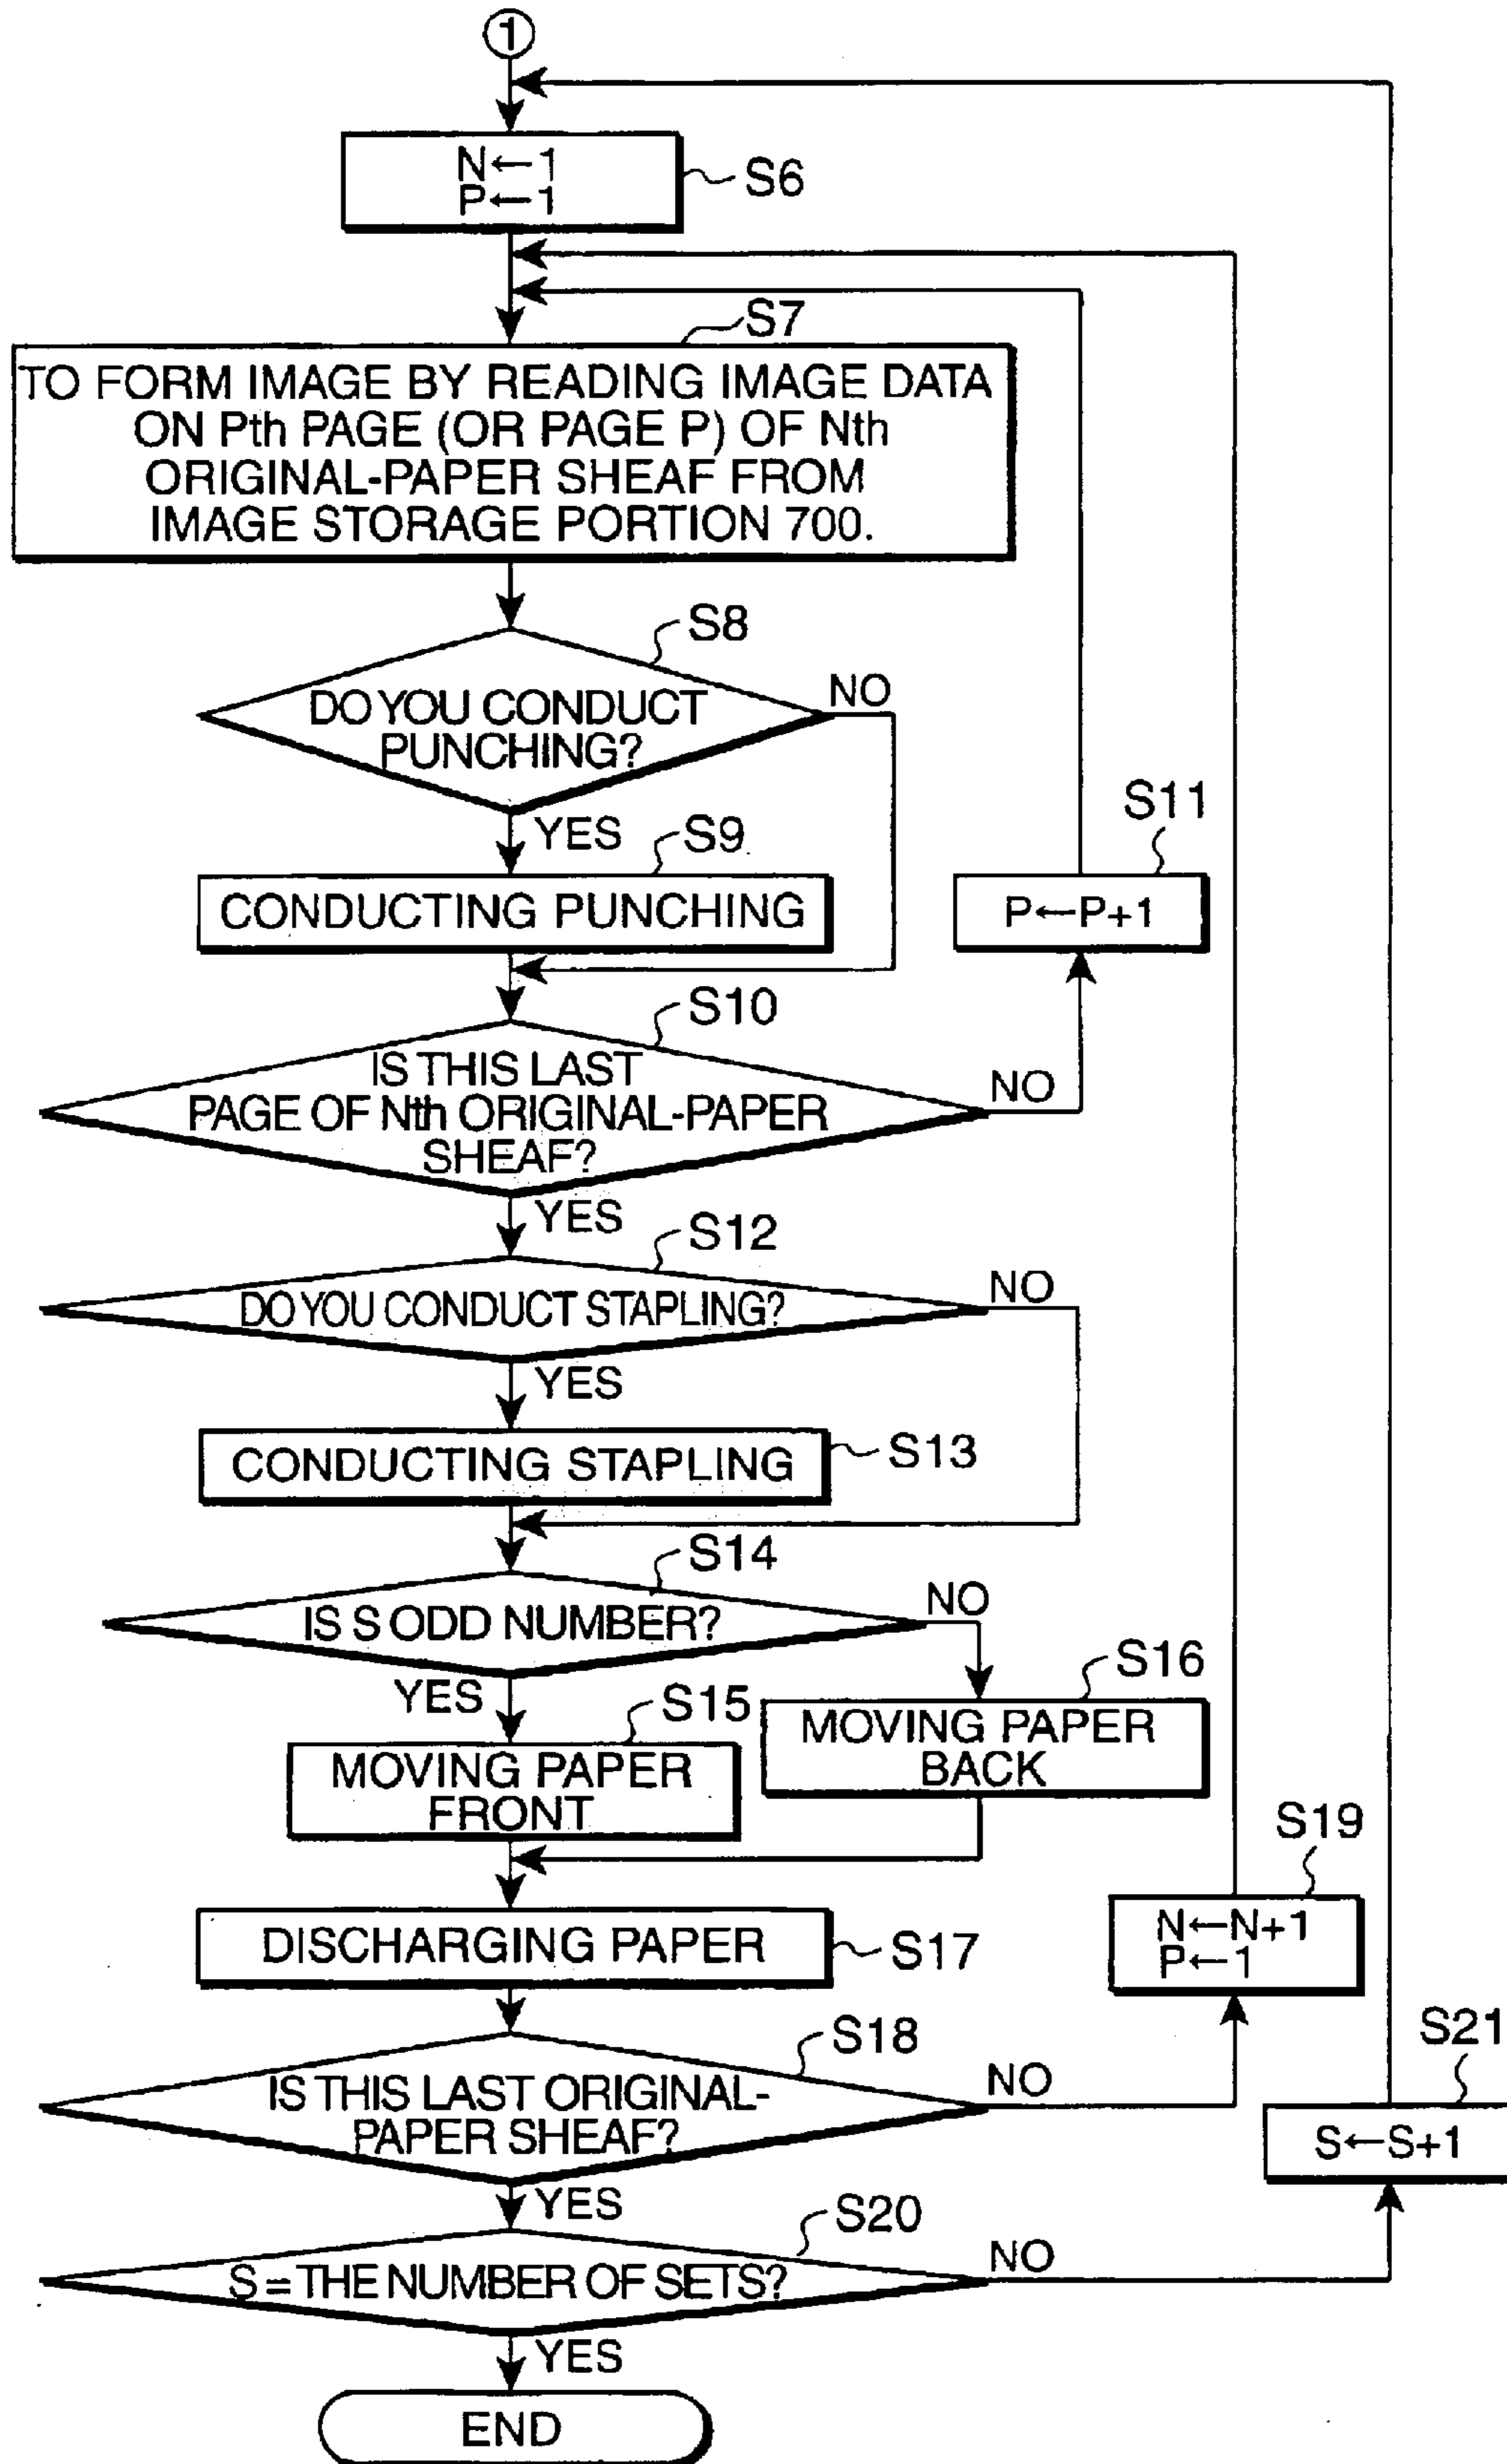 1
N←1
P←1
S6
S7
TO FORM IMAGE BY READING IMAGE DATA
ON Pth PAGE (OR PAGE P) OF Nth
ORIGINAL-PAPER SHEAF FROM
IMAGE STORAGE PORTION 700.
S8
DO YOU CONDUCT
PUNCHING?
NO
YES
S9
CONDUCTING PUNCHING
S11
P←P+1
S10
IS THIS LAST
PAGE OF Nth ORIGINAL-PAPER
SHEAF?
NO
YES
S12
DO YOU CONDUCT STAPLING?
NO
YES
CONDUCTING STAPLING
S13
S14
IS S ODD NUMBER?
NO
YES
S15
MOVING PAPER
FRONT
S16
MOVING PAPER
BACK
DISCHARGING PAPER
S17
S19
N←N+1
P←1
S18
IS THIS LAST ORIGINAL-
PAPER SHEAF?
NO
YES
S21
S←S+1
S20
S = THE NUMBER OF SETS?
NO
YES
END